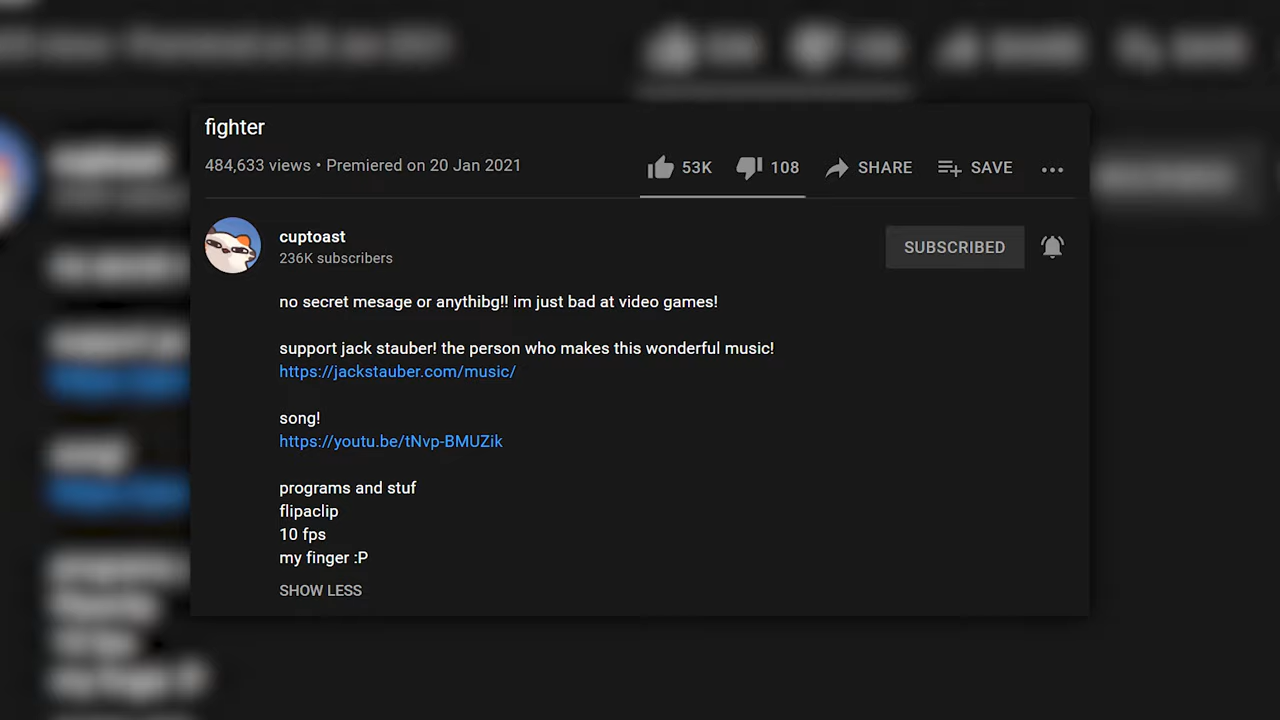 fighter
484,633 views • Premiered on 20 Jan 2021
53K 108 SHARE SAVE
cuptoast
236K subscribers
SUBSCRIBED
no secret mesage or anythibg!! im just bad at video games!
support jack stauber! the person who makes this wonderful music!
https://jackstauber.com/music/
song!
https://youtu.be/tNvp-BMUZik
programs and stuf
flipaclip
10 fps
my finger :P
SHOW LESS